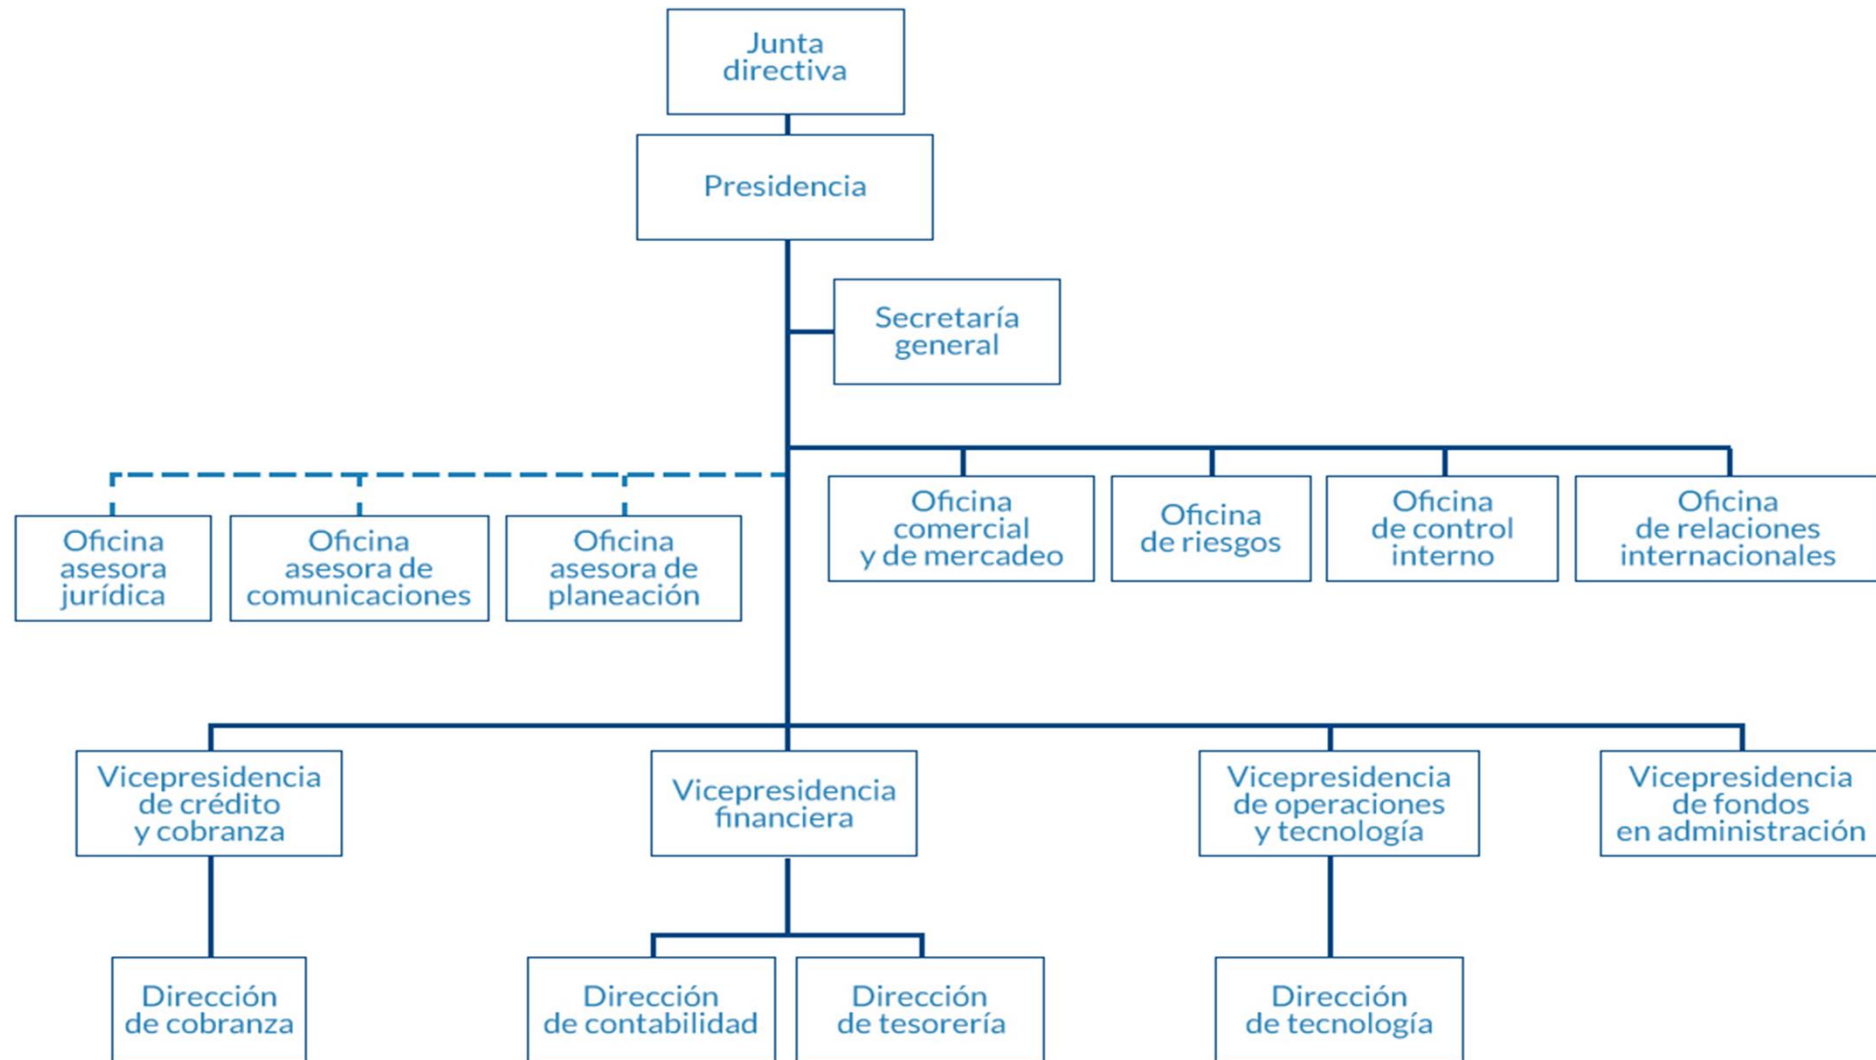 Junta
directiva
Presidencia
Secretaría
general
Oficina
comercial
y de mercadeo
Oficina
de riesgos
Oficina
de control
interno
Oficina
de relaciones
internacionales
Oficina
asesora
jurídica
Oficina
asesora de
comunicaciones
Oficina
asesora de
planeación
Vicepresidencia
de crédito
y cobranza
Vicepresidencia
financiera
Vicepresidencia
de operaciones
y tecnología
Vicepresidencia
de fondos
en administración
Dirección
de cobranza
Dirección
de contabilidad
Dirección
de tesorería
Dirección
de tecnología